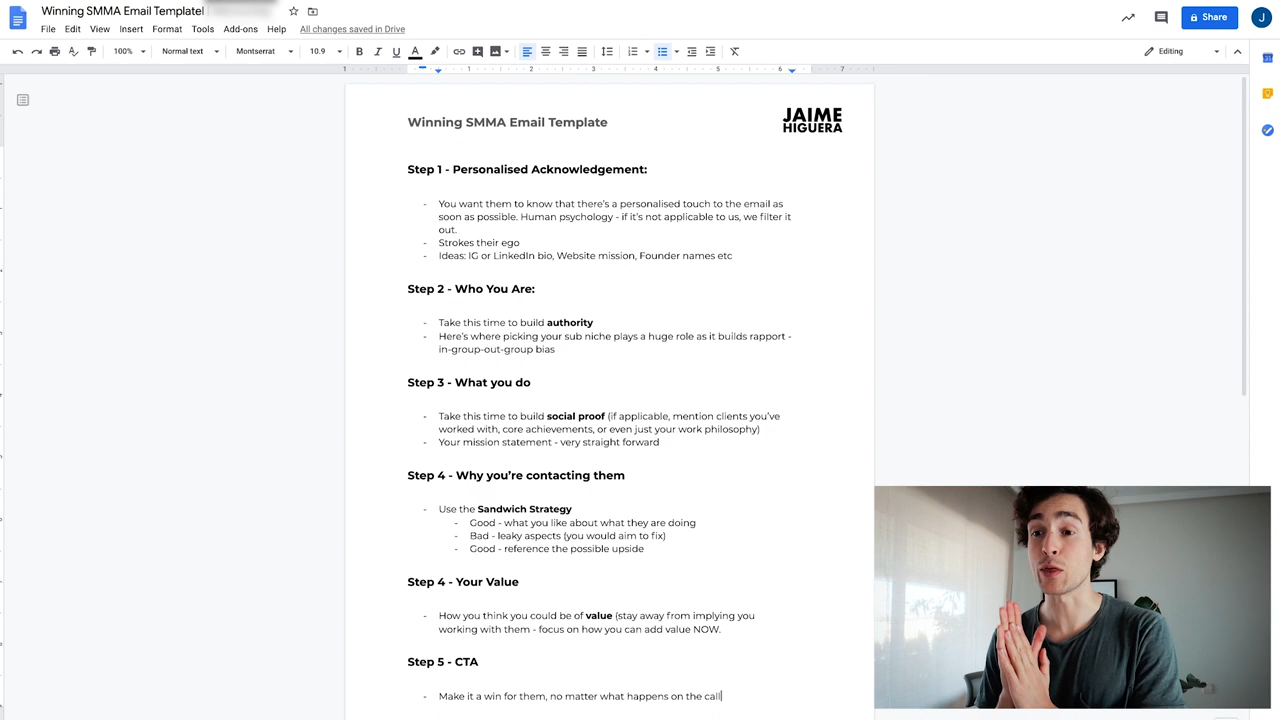 Winning SMMA Email Template!
File Edit View Insert Format Tools Add-ons Help All changes saved in Drive
Share
J
100% Normal text Montserrat 10.9 B I U A Editing
1 1 2 3 4 5 6 7
Winning SMMA Email Template
JAIME
HIGUERA
Step 1 - Personalised Acknowledgement:
- You want them to know that there's a personalised touch to the email as
soon as possible. Human psychology - if it's not applicable to us, we filter it
out.
- Strokes their ego
- Ideas: IG or LinkedIn bio, Website mission, Founder names etc
Step 2 - Who You Are:
- Take this time to build authority
- Here's where picking your sub niche plays a huge role as it builds rapport -
in-group-out-group bias
Step 3 - What you do
- Take this time to build social proof (if applicable, mention clients you've
worked with, core achievements, or even just your work philosophy)
- Your mission statement - very straight forward
Step 4 - Why you're contacting them
- Use the Sandwich Strategy
- Good - what you like about what they are doing
- Bad - leaky aspects (you would aim to fix)
- Good - reference the possible upside
Step 4 - Your Value
- How you think you could be of value (stay away from implying you
working with them - focus on how you can add value NOW.
Step 5 - CTA
- Make it a win for them, no matter what happens on the call